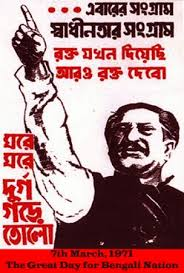 ... এবারের সংগ্রাম
স্বাধীনতার সংগ্রাম
রক্ত যখন দিয়েছি
আরও রক্ত দেবো
ঘরে
ঘরে
দুর্গ
গড়ে
তোলো
7th March, 1971
The Great Day for Bengali Nation